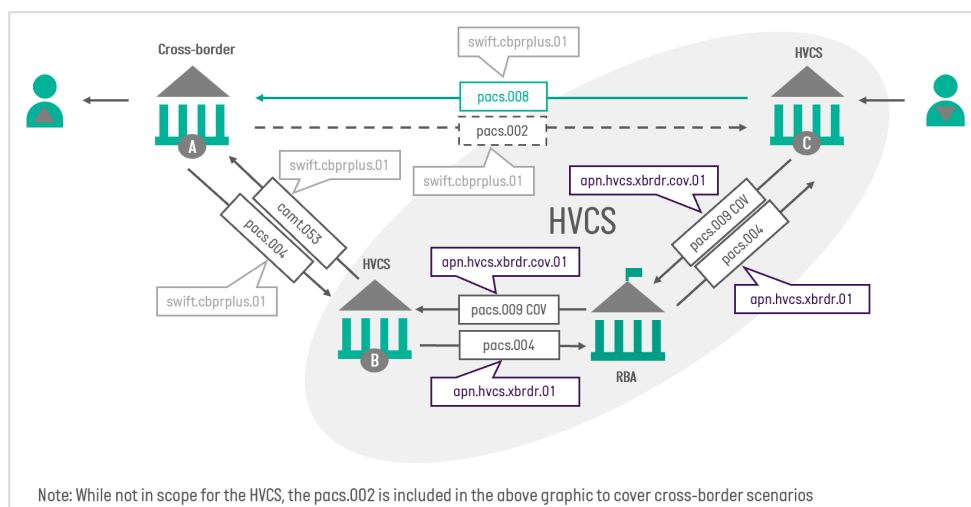 swift.cbprplus.01
Cross-border
HVCS
pacs.008
pacs.002
A
C
swift.cbprplus.01
swift.cbprplus.01
apn.hvcs.xbrdr.cov.01
camt.053
pacs.004
HVCS
pacs.009 COV
pacs.004
HVCS
apn.hvcs.xbrdr.cov.01
swift.cbprplus.01
apn.hvcs.xbrdr.01
pacs.009 COV
pacs.004
B
RBA
apn.hvcs.xbrdr.01
Note: While not in scope for the HVCS, the pacs.002 is included in the above graphic to cover cross-border scenarios